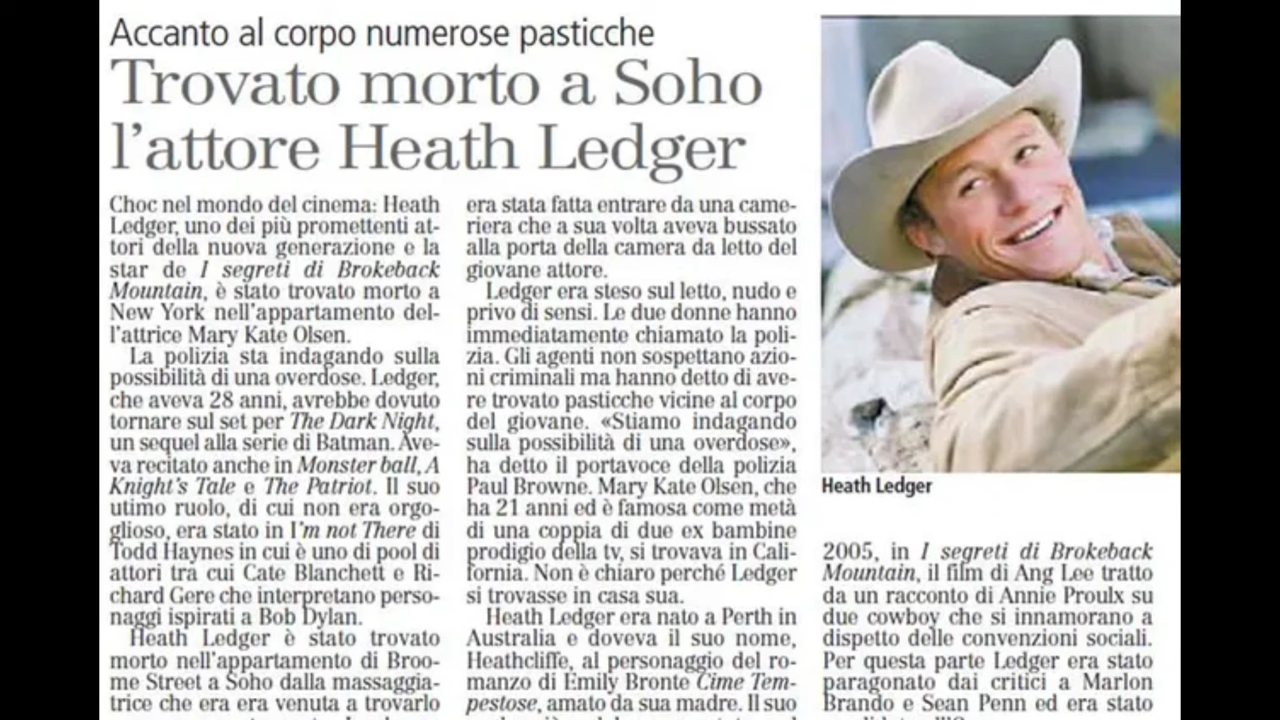 Accanto al corpo numerose pasticche
Trovato morto a Soho
l'attore Heath Ledger
Choc nel mondo del cinema: Heath
Ledger, uno dei più promettenti at-
tori della nuova generazione e la
star de I segreti di Brokeback
Mountain, è stato trovato morto a
New York nell'appartamento del-
l'attrice Mary Kate Olsen.
La polizia sta indagando sulla
possibilità di una overdose. Ledger,
che aveva 28 anni, avrebbe dovuto
tornare sul set per The Dark Night,
un sequel alla serie di Batman. Ave-
va recitato anche in Monster ball, A
Knight's Tale e The Patriot. Il suo
utimo ruolo, di cui non era orgo-
glioso, era stato in I'm not There di
Todd Haynes in cui è uno di pool di
attori tra cui Cate Blanchett e Ri-
chard Gere che interpretano perso-
naggi ispirati a Bob Dylan.
Heath Ledger è stato trovato
morto nell'appartamento di Broo-
me Street a Soho dalla massaggia-
trice che era era venuta a trovarlo
era stata fatta entrare da una came-
riera che a sua volta aveva bussato
alla porta della camera da letto del
giovane attore.
Ledger era steso sul letto, nudo e
privo di sensi. Le due donne hanno
immediatamente chiamato la poli-
zia. Gli agenti non sospettano azio-
ni criminali ma hanno detto di ave-
re trovato pasticche vicine al corpo
del giovane. «Stiamo indagando
sulla possibilità di una overdose»,
ha detto il portavoce della polizia
Paul Browne. Mary Kate Olsen, che
ha 21 anni ed è famosa come metà
di una coppia di due ex bambine
prodigio della tv, si trovava in Cali-
fornia. Non è chiaro perché Ledger
si trovasse in casa sua.
Heath Ledger era nato a Perth in
Australia e doveva il suo nome,
Heathcliffe, al personaggio del ro-
manzo di Emily Bronte Cime Tem-
pestose, amato da sua madre. Il suo
Heath Ledger
2005, in I segreti di Brokeback
Mountain, il film di Ang Lee tratto
da un racconto di Annie Proulx su
due cowboy che si innamorano a
dispetto delle convenzioni sociali.
Per questa parte Ledger era stato
paragonato dai critici a Marlon
Brando e Sean Penn ed era stato